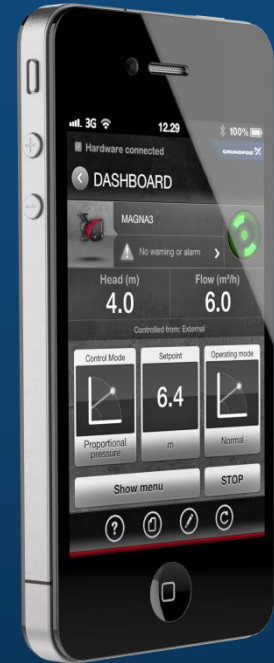 3G 12.29 100%
Hardware connected
GRUNDFOS
DASHBOARD
MAGNA3
No warning or alarm
Head (m) Flow (m³/h)
4.0 6.0
Controlled from: External
Control Mode Setpoint Operating mode
6.4
Proportional pressure m Normal
Show menu STOP
?